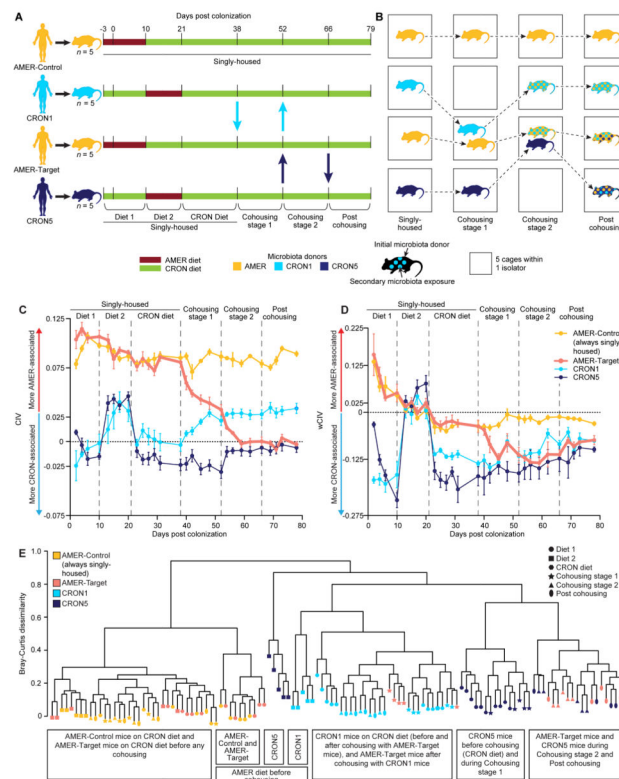 A
Days post colonization
B
-3 0 10 21 38 52 66 79
Singly-housed
n = 5
AMER-Control
n = 5
CRON1
n = 5
AMER-Target
n = 5
CRON5
Diet 1 Diet 2 CRON Diet Cohousing stage 1 Cohousing stage 2 Post cohousing
Singly-housed
Singly-housed Cohousing stage 1 Cohousing stage 2 Post cohousing
AMER diet
CRON diet
Microbiota donors
AMER CRON1 CRON5
Initial microbiota donor
Secondary microbiota exposure
5 cages within
1 isolator
C
Singly-housed
Diet 1 Diet 2 CRON diet Cohousing stage 1 Cohousing stage 2 Post cohousing
More AMER-associated
More CRON-associated
CIV
0.125
0.075
0.025
0
-0.025
-0.075
0 10 20 30 40 50 60 70 80
Days post colonization
D
Singly-housed
Diet 1 Diet 2 CRON diet Cohousing stage 1 Cohousing stage 2 Post cohousing
More AMER-associated
More CRON-associated
wCIV
0.225
0.125
0
-0.125
-0.275
0 10 20 30 40 50 60 70 80
Days post colonization
AMER-Control
(always singly-
housed)
AMER-Target
CRON1
CRON5
E
Bray-Curtis dissimilarity
1.0
0.8
0.6
0.4
0.2
0
AMER-Control
(always singly-
housed)
AMER-Target
CRON1
CRON5
Diet 1
Diet 2
CRON diet
Cohousing stage 1
Cohousing stage 2
Post cohousing
AMER-Control mice on CRON diet and
AMER-Target mice on CRON diet before any
cohousing
AMER-
Control and
AMER-
Target
CRON5
CRON1
AMER diet before
CRON1 mice on CRON diet (before and
after cohousing with AMER-Target
mice), and AMER-Target mice after
cohousing with CRON1 mice
CRON5 mice
before cohousing
(CRON diet) and
during Cohousing
stage 1
AMER-Target mice and
CRON5 mice during
Cohousing stage 2 and
Post cohousing